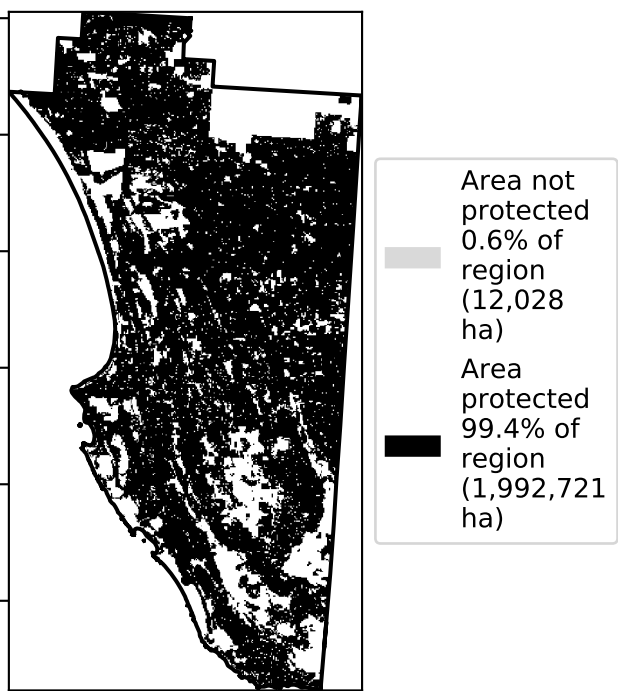 Area not
protected
0.6% of
region
(12,028
ha)
Area
protected
99.4% of
region
(1,992,721
ha)